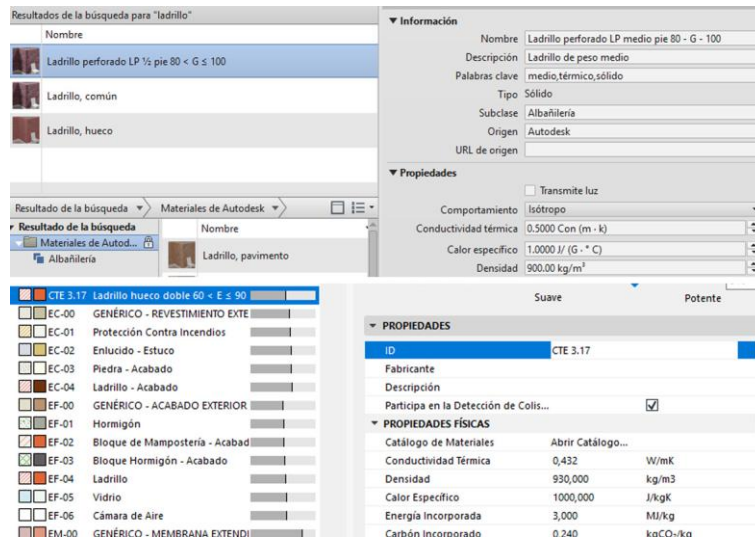 Resultados de la búsqueda para "ladrillo"
Nombre
Ladrillo perforado LP ½ pie 80 < G ≤ 100
Ladrillo, común
Ladrillo, hueco
Resultado de la búsqueda
Materiales de Autodesk
Resultado de la búsqueda
Materiales de Autod...
Albañilería
Nombre
Ladrillo, pavimento
Información
Nombre Ladrillo perforado LP medio pie 80 - G - 100
Descripción Ladrillo de peso medio
Palabras clave medio,térmico,sólido
Tipo Sólido
Subclase Albañilería
Origen Autodesk
URL de origen
Propiedades
Transmite luz
Comportamiento Isótropo
Conductividad térmica 0.5000 Con (m · k)
Calor específico 1.0000 J/ (G · ° C)
Densidad 900.00 kg/m³
CTE 3.17 Ladrillo hueco doble 60 < E ≤ 90
EC-00 GENÉRICO - REVESTIMIENTO EXTE
EC-01 Protección Contra Incendios
EC-02 Enlucido - Estuco
EC-03 Piedra - Acabado
EC-04 Ladrillo - Acabado
EF-00 GENÉRICO - ACABADO EXTERIOR
EF-01 Hormigón
EF-02 Bloque de Mampostería - Acabad
EF-03 Bloque Hormigón - Acabado
EF-04 Ladrillo
EF-05 Vidrio
EF-06 Cámara de Aire
EM-00 GENÉRICO - MEMBRANA EXTENDI
Suave Potente
PROPIEDADES
ID CTE 3.17
Fabricante
Descripción
Participa en la Detección de Colis...
PROPIEDADES FÍSICAS
Catálogo de Materiales Abrir Catálogo...
Conductividad Térmica 0,432 W/mK
Densidad 930,000 kg/m3
Calor Específico 1000,000 J/kgK
Energía Incorporada 3,000 MJ/kg
Carbón Incorporado 0,240 kgCO₂/kg